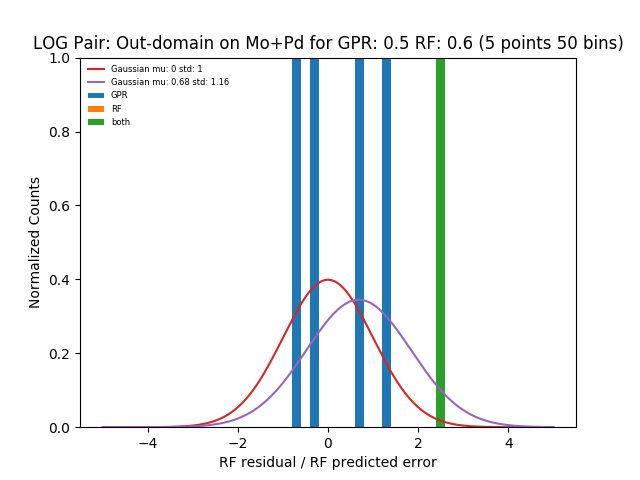 LOG Pair: Out-domain on Mo+Pd for GPR: 0.5 RF: 0.6 (5 points 50 bins)
Normalized Counts
1.0
0.8
0.6
0.4
0.2
0.0
Gaussian mu: 0 std: 1
Gaussian mu: 0.68 std: 1.16
GPR
RF
both
−4 −2 0 2 4
RF residual / RF predicted error